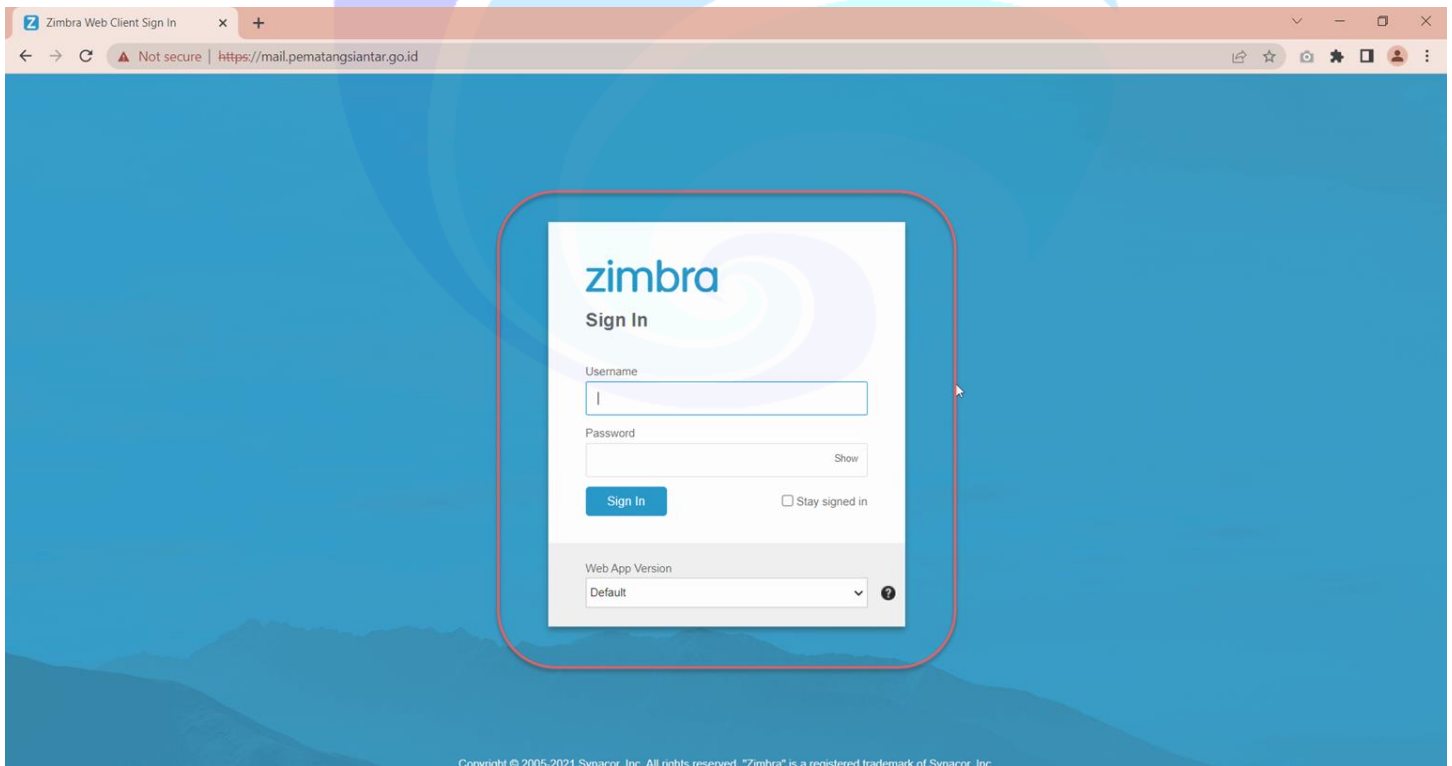 Zimbra Web Client Sign In
Not secure | https://mail.pematangsiantar.go.id
zimbra
Sign In
Username
Password
Show
Sign In
Stay signed in
Web App Version
Default
Copyright © 2005-2021 Synacor, Inc. All rights reserved. "Zimbra" is a registered trademark of Synacor, Inc.